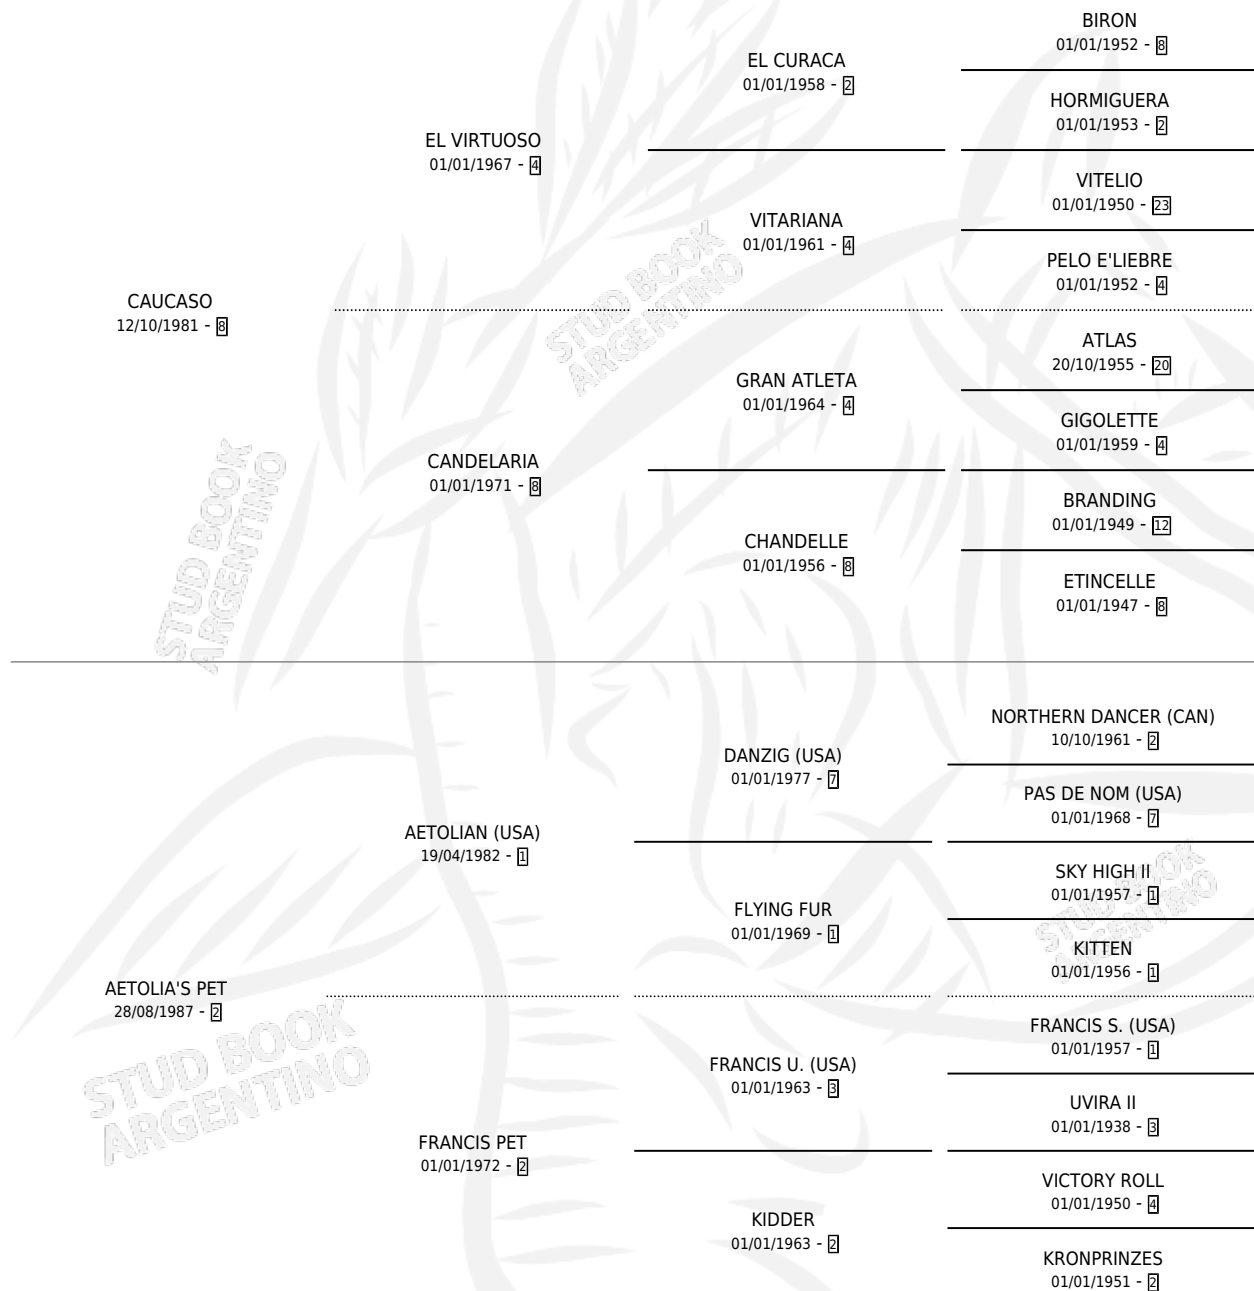 BIRON
01/01/1952 - 8
EL CURACA
01/01/1958 - 2
HORMIGUERA
01/01/1953 - 2
EL VIRTUOSO
01/01/1967 - 4
VITELIO
01/01/1950 - 23
VITARIANA
01/01/1961 - 4
PELO E'LIEBRE
01/01/1952 - 4
CAUCASO
12/10/1981 - 8
STUD BOOK
ARGENTINO
ATLAS
20/10/1955 - 20
GRAN ATLETA
01/01/1964 - 4
GIGOLETTE
01/01/1959 - 4
CANDELARIA
01/01/1971 - 8
BRANDING
01/01/1949 - 12
CHANDELLE
01/01/1956 - 8
ETINCELLE
01/01/1947 - 8
STUD BOOK
ARGENTINO
NORTHERN DANCER (CAN)
10/10/1961 - 2
DANZIG (USA)
01/01/1977 - 7
PAS DE NOM (USA)
01/01/1968 - 7
AETOLIAN (USA)
19/04/1982 - 1
SKY HIGH II
01/01/1957 - 1
FLYING FUR
01/01/1969 - 1
KITTEN
01/01/1956 - 1
STUD BOOK
ARGENTINO
AETOLIA'S PET
28/08/1987 - 2
FRANCIS S. (USA)
01/01/1957 - 1
FRANCIS U. (USA)
01/01/1963 - 3
UVIRA II
01/01/1938 - 3
STUD BOOK
ARGENTINO
FRANCIS PET
01/01/1972 - 2
VICTORY ROLL
01/01/1950 - 4
KIDDER
01/01/1963 - 2
KRONPRINZES
01/01/1951 - 2